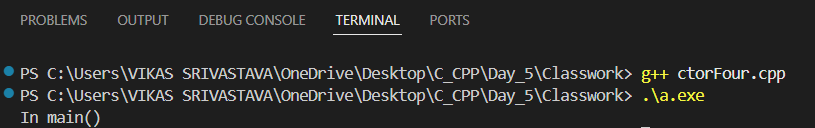 PROBLEMS OUTPUT DEBUG CONSOLE TERMINAL PORTS
PS C:\Users\VIKAS SRIVASTAVA\OneDrive\Desktop\C_CPP\Day_5\Classwork> g++ ctorFour.cpp
PS C:\Users\VIKAS SRIVASTAVA\OneDrive\Desktop\C_CPP\Day_5\Classwork> .\a.exe
In main()